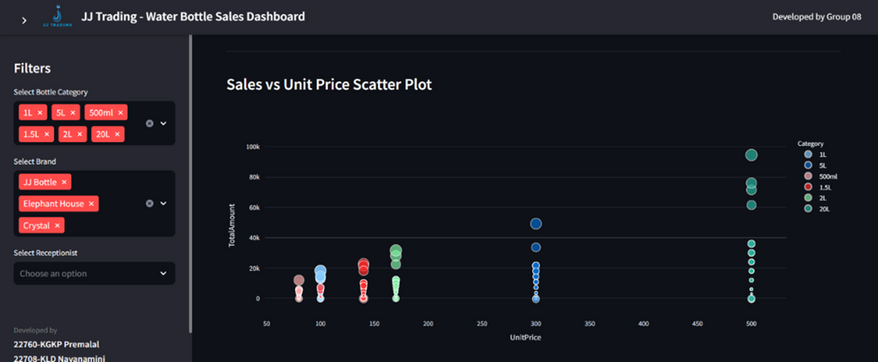 JJ TRADING
JJ Trading - Water Bottle Sales Dashboard
Developed by Group 08
Filters
Select Bottle Category
1L × 5L × 500ml ×
1.5L × 2L × 20L ×
Select Brand
JJ Bottle ×
Elephant House ×
Crystal ×
Select Receptionist
Choose an option
Developed by
22760-KGKP Premalal
22708-KLD Nayanamini
Sales vs Unit Price Scatter Plot
100k
80k
60k
40k
20k
0
TotalAmount
50 100 150 200 250 300 350 400 450 500
UnitPrice
Category
1L
5L
500ml
1.5L
2L
20L